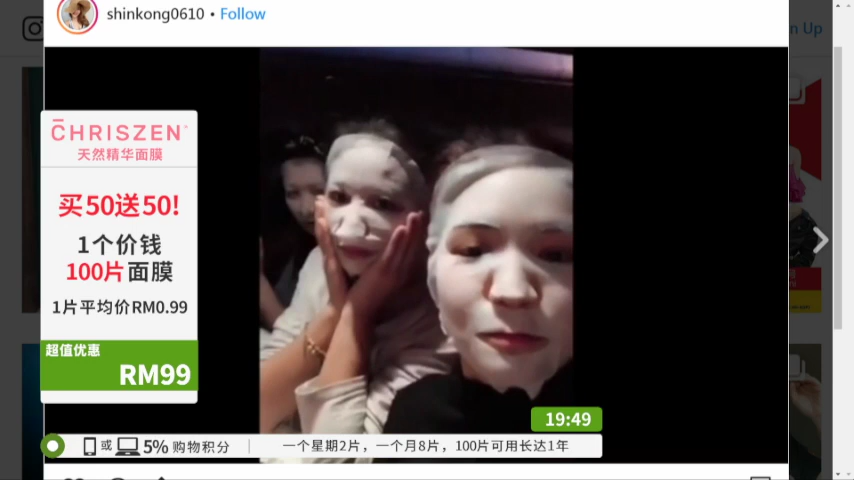 shinkong0610 • Follow
n Up
CHRISZEN
天然精华面膜
买50送50!
1个价钱
100片面膜
1片平均价RM0.99
超值优惠
RM99
19:49
或 5% 购物积分
一个星期2片，一个月8片，100片可用长达1年